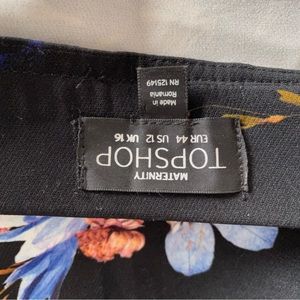 TOPSHOP
MATERNITY
EUR 44 US 12 UK 16
Made in
Romania
RN 125149